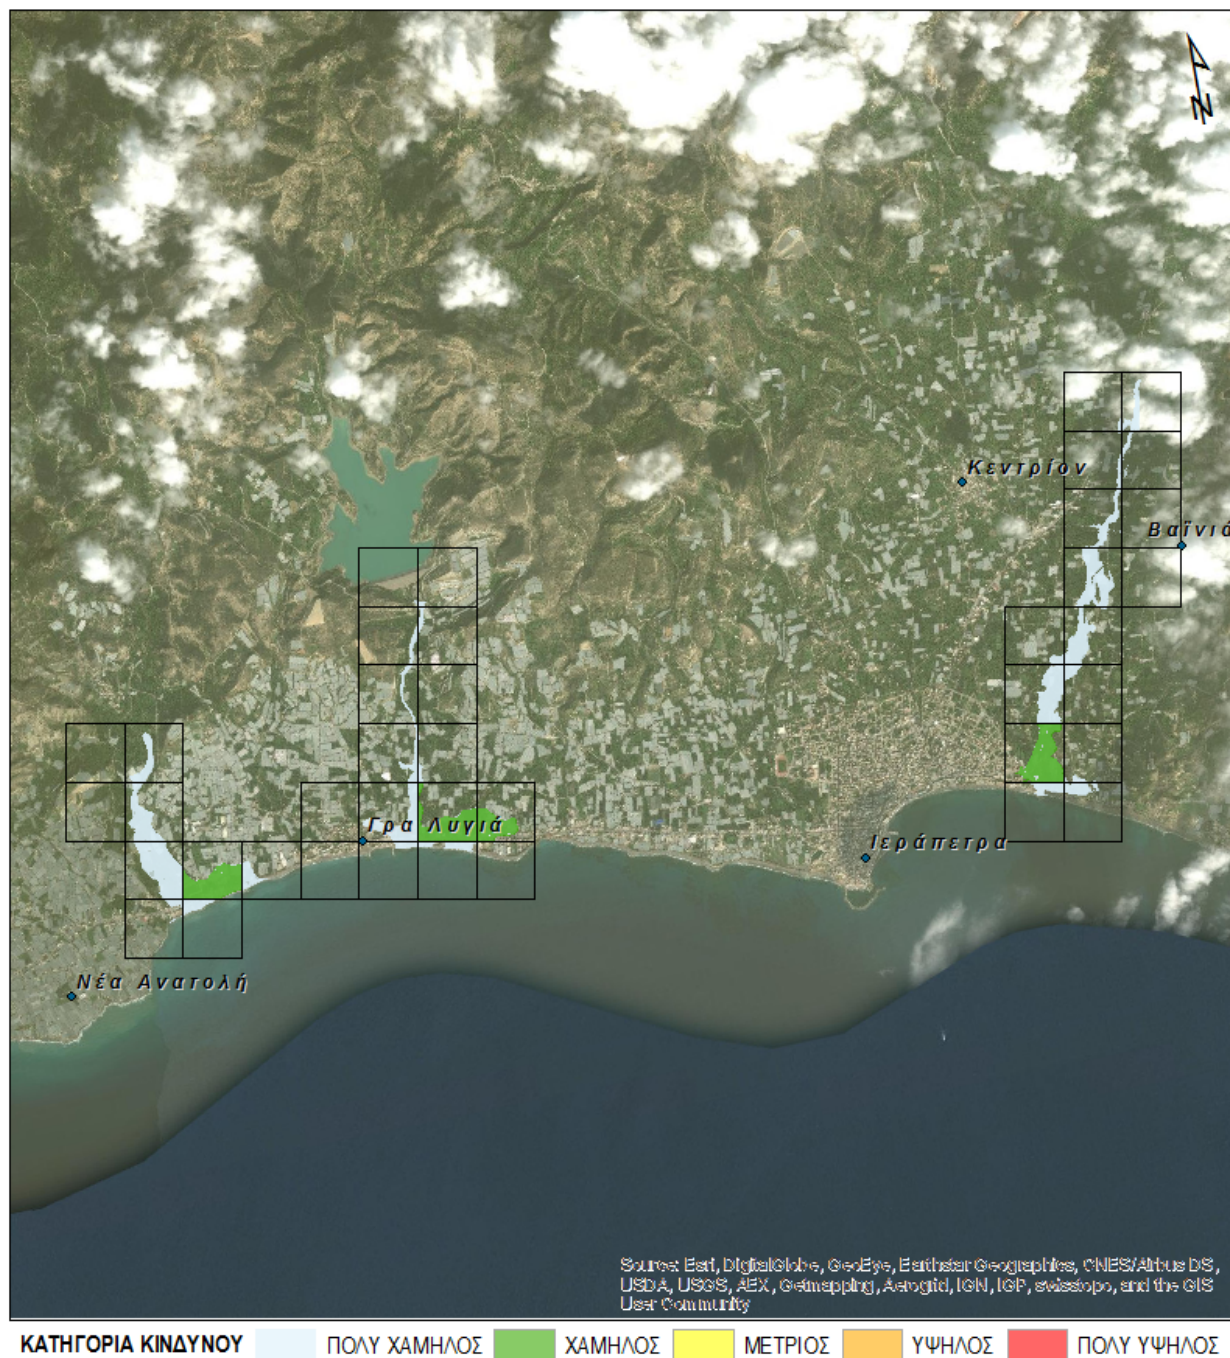 N
Κεντρίον
Βαϊνιά
Γρα Λυγιά
Ιεράπετρα
Νέα Ανατολή
Source: Esri, DigitalGlobe, GeoEye, Earthstar Geographics, CNES/Airbus DS,
USDA, USGS, AEX, Getmapping, Aerogrid, IGN, IGP, swisstopo, and the GIS
User Community
ΚΑΤΗΓΟΡΙΑ ΚΙΝΔΥΝΟΥ ΠΟΛΥ ΧΑΜΗΛΟΣ ΧΑΜΗΛΟΣ ΜΕΤΡΙΟΣ ΥΨΗΛΟΣ ΠΟΛΥ ΥΨΗΛΟΣ